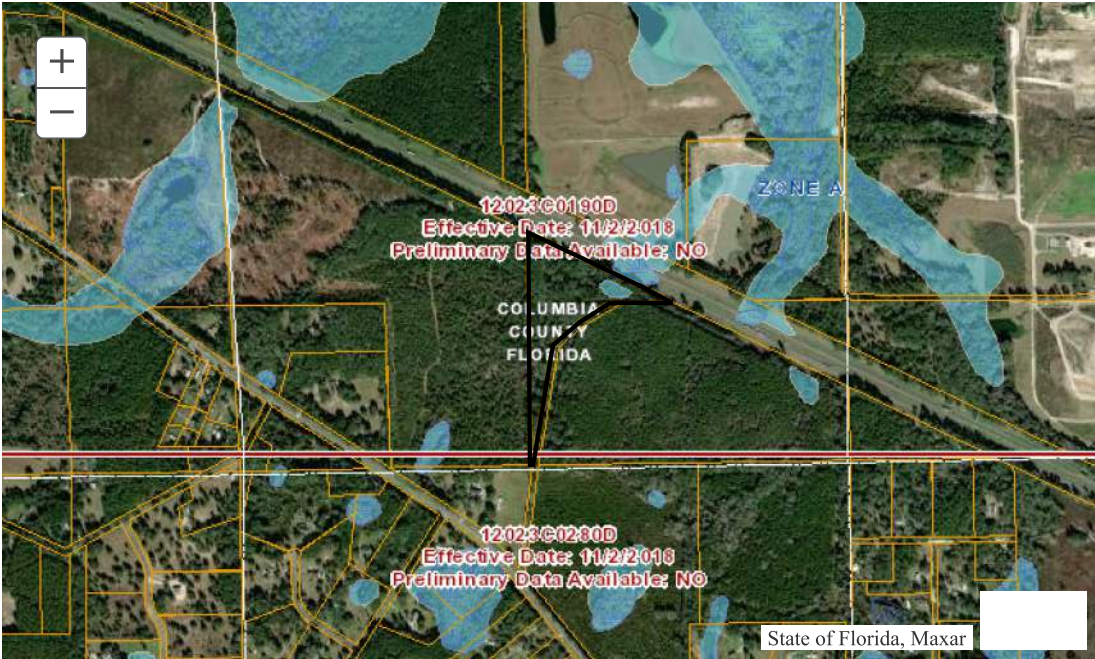 +
−
ZONE A
12023C0190D
Effective Date: 11/2/2018
Preliminary Data Available: NO
COLUMBIA
COUNTY
FLORIDA
12023C0280D
Effective Date: 11/2/2018
Preliminary Data Available: NO
State of Florida, Maxar